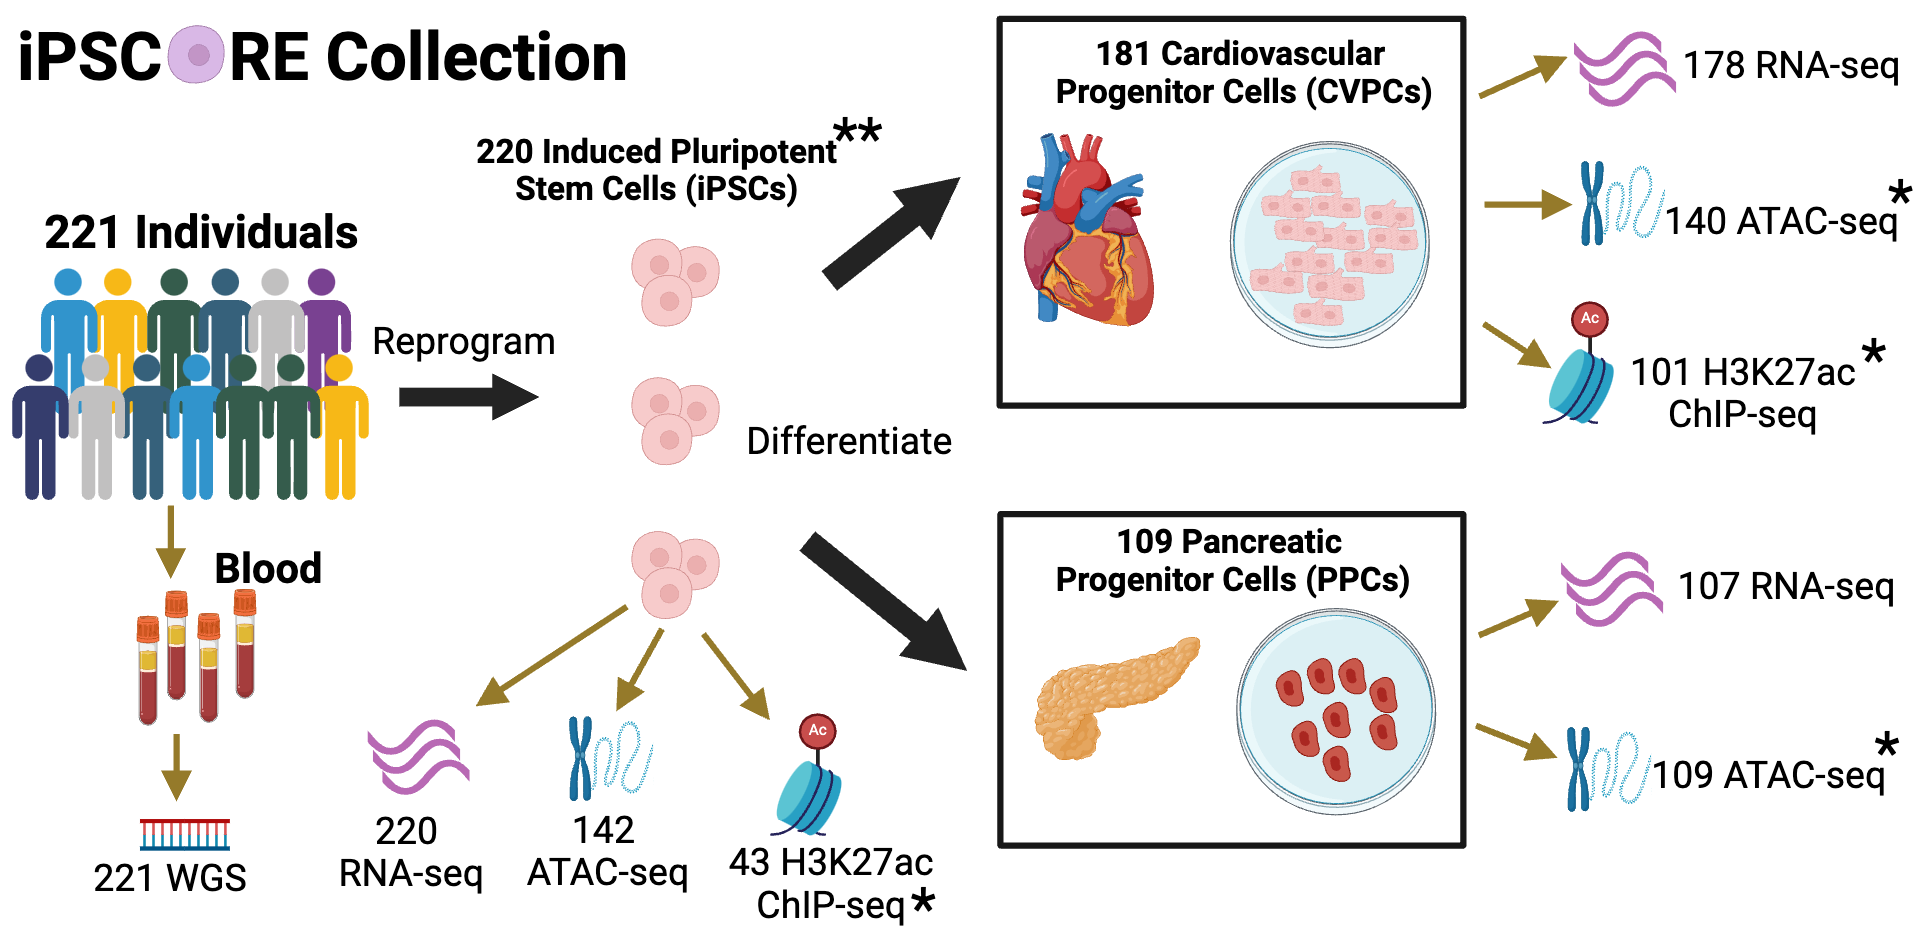 iPSCORE Collection
221 Individuals
Reprogram
Blood
221 WGS
220 Induced Pluripotent**
Stem Cells (iPSCs)
Differentiate
220
RNA-seq
142
ATAC-seq
Ac
43 H3K27ac
ChIP-seq*
181 Cardiovascular
Progenitor Cells (CVPCs)
178 RNA-seq
140 ATAC-seq*
Ac
101 H3K27ac*
ChIP-seq
109 Pancreatic
Progenitor Cells (PPCs)
107 RNA-seq
109 ATAC-seq*